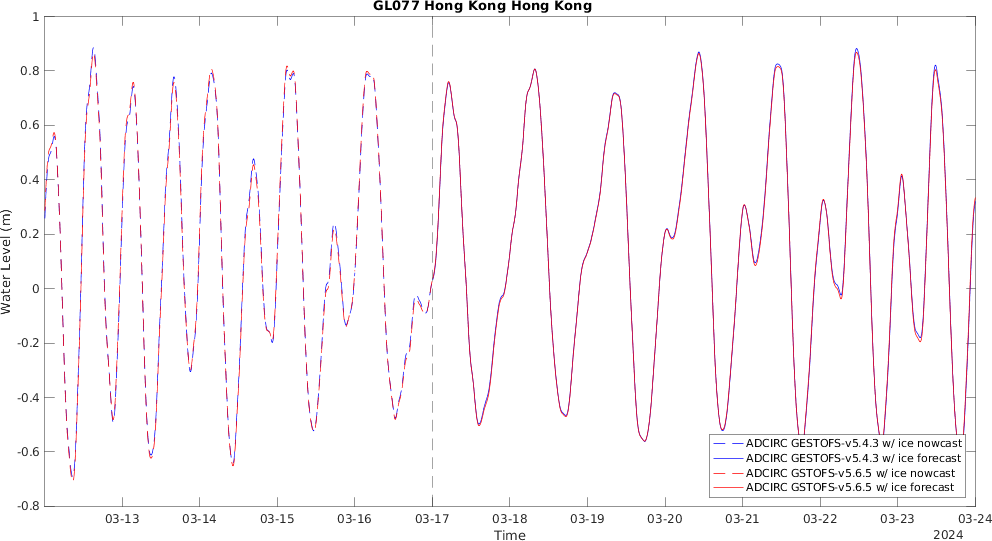 GL077 Hong Kong Hong Kong
Water Level (m)
1
0.8
0.6
0.4
0.2
0
-0.2
-0.4
-0.6
-0.8
ADCIRC GESTOFS-v5.4.3 w/ ice nowcast
ADCIRC GESTOFS-v5.4.3 w/ ice forecast
ADCIRC GSTOFS-v5.6.5 w/ ice nowcast
ADCIRC GSTOFS-v5.6.5 w/ ice forecast
03-13 03-14 03-15 03-16 03-17 03-18 03-19 03-20 03-21 03-22 03-23 03-24
Time
2024